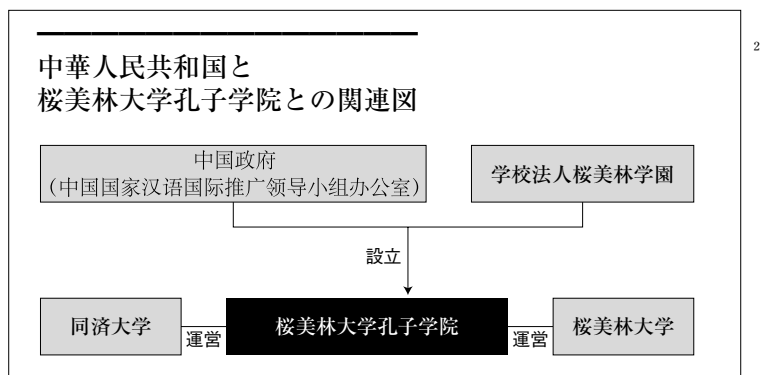 2
中華人民共和国と
桜美林大学孔子学院との関連図
中国政府
（中国国家汉语国际推广领导小组办公室）
学校法人桜美林学園
設立
同済大学
運営
桜美林大学孔子学院
運営
桜美林大学